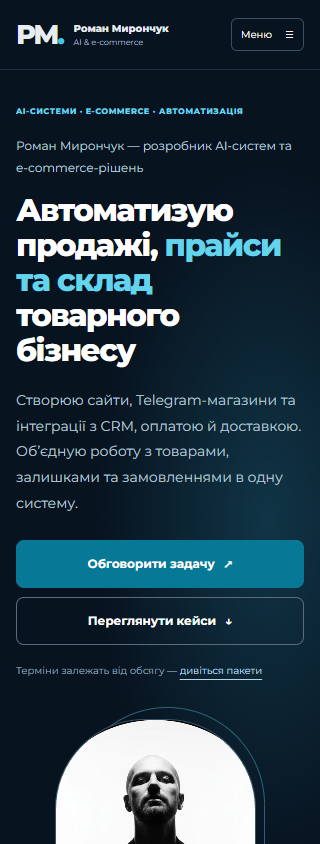 РМ.
Роман Мирончук
AI & e-commerce
Меню ☰
AI-СИСТЕМИ · E-COMMERCE · АВТОМАТИЗАЦІЯ
Роман Мирончук — розробник AI-систем та
e-commerce-рішень
Автоматизую
продажі, прайси
та склад
товарного
бізнесу
Створюю сайти, Telegram-магазини та
інтеграції з CRM, оплатою й доставкою.
Об’єдную роботу з товарами,
залишками та замовленнями в одну
систему.
Обговорити задачу ↗
Переглянути кейси ↓
Терміни залежать від обсягу — дивіться пакети